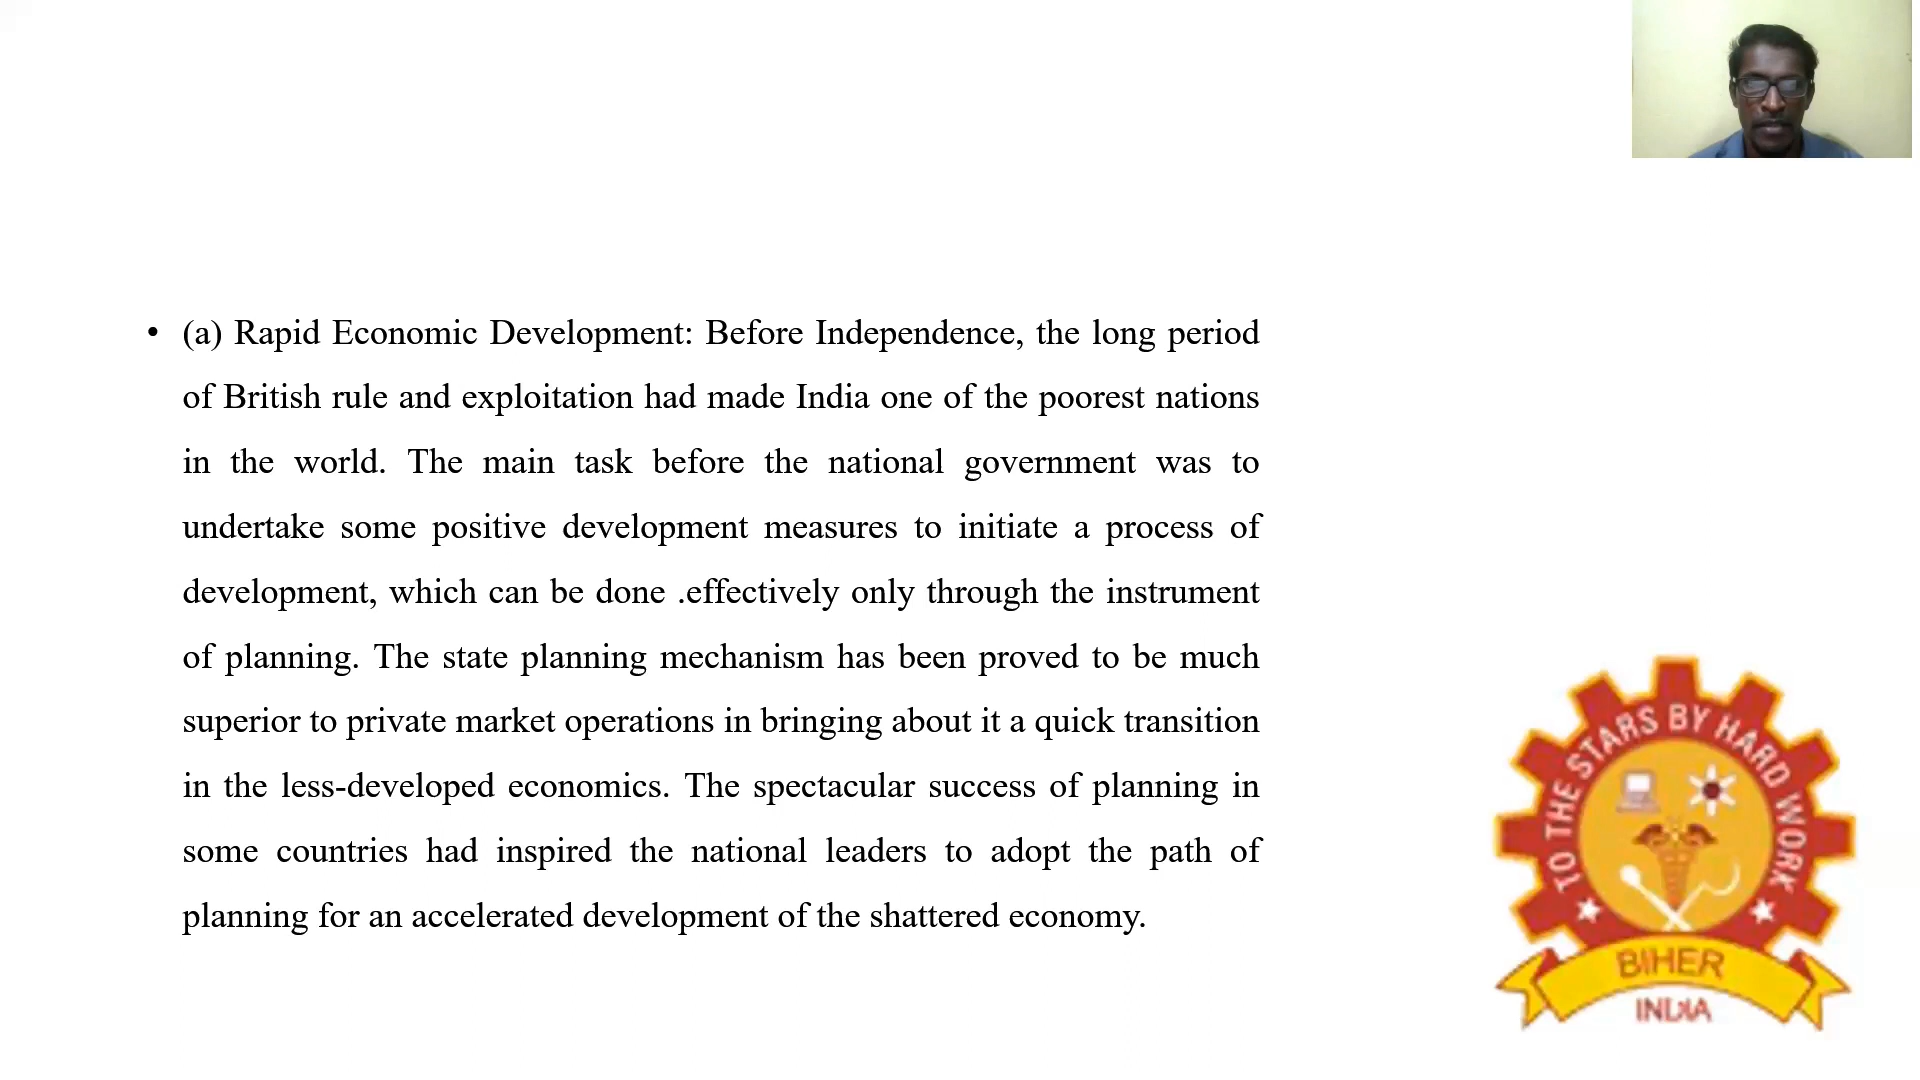 • (a) Rapid Economic Development: Before Independence, the long period
of British rule and exploitation had made India one of the poorest nations
in the world. The main task before the national government was to
undertake some positive development measures to initiate a process of
development, which can be done .effectively only through the instrument
of planning. The state planning mechanism has been proved to be much
superior to private market operations in bringing about it a quick transition
in the less-developed economics. The spectacular success of planning in
some countries had inspired the national leaders to adopt the path of
planning for an accelerated development of the shattered economy.
TO THE STARS BY HARD WORK
BIHER
INDIA